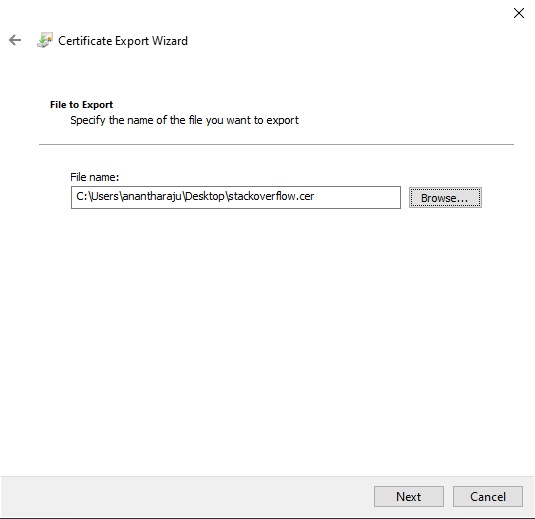 Certificate Export Wizard
File to Export
Specify the name of the file you want to export
File name:
C:\Users\anantharaju\Desktop\stackoverflow.cer
Browse...
Next
Cancel